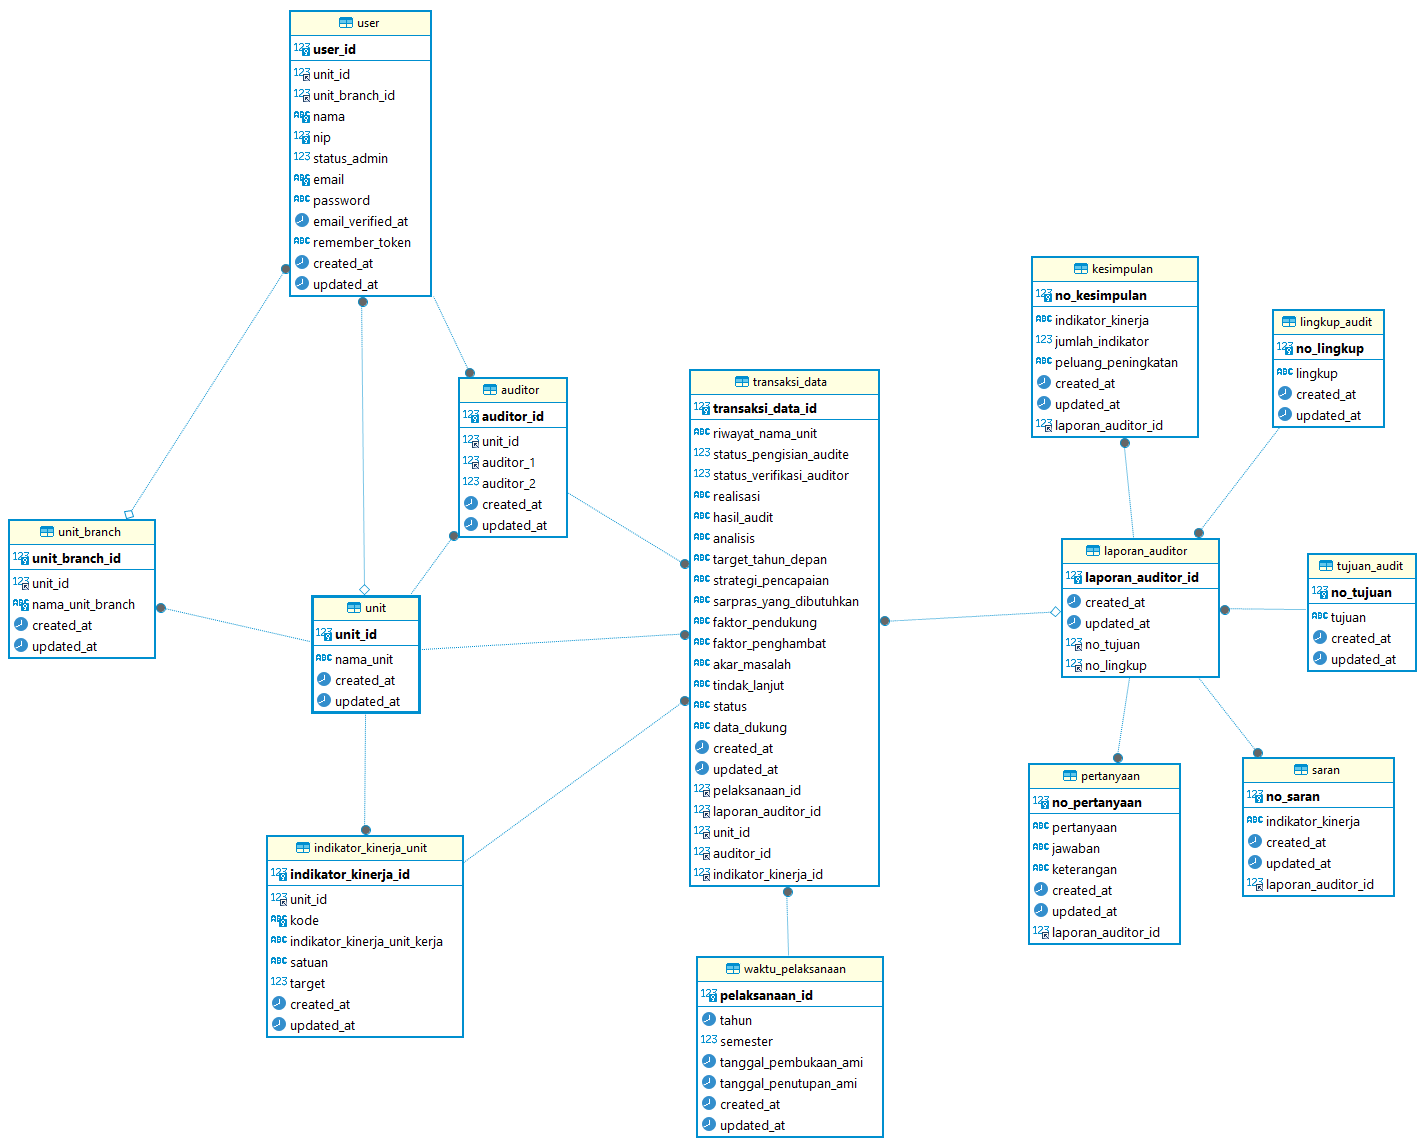 user
user_id
unit_id
unit_branch_id
nama
nip
status_admin
email
password
email_verified_at
remember_token
created_at
updated_at
auditor
auditor_id
unit_id
auditor_1
auditor_2
created_at
updated_at
unit_branch
unit_branch_id
unit_id
nama_unit_branch
created_at
updated_at
unit
unit_id
nama_unit
created_at
updated_at
indikator_kinerja_unit
indikator_kinerja_id
unit_id
kode
indikator_kinerja_unit_kerja
satuan
target
created_at
updated_at
transaksi_data
transaksi_data_id
riwayat_nama_unit
status_pengisian_audite
status_verifikasi_auditor
realisasi
hasil_audit
analisis
target_tahun_depan
strategi_pencapaian
sarpras_yang_dibutuhkan
faktor_pendukung
faktor_penghambat
akar_masalah
tindak_lanjut
status
data_dukung
created_at
updated_at
pelaksanaan_id
laporan_auditor_id
unit_id
auditor_id
indikator_kinerja_id
waktu_pelaksanaan
pelaksanaan_id
tahun
semester
tanggal_pembukaan_ami
tanggal_penutupan_ami
created_at
updated_at
kesimpulan
no_kesimpulan
indikator_kinerja
jumlah_indikator
peluang_peningkatan
created_at
updated_at
laporan_auditor_id
lingkup_audit
no_lingkup
lingkup
created_at
updated_at
laporan_auditor
laporan_auditor_id
created_at
updated_at
no_tujuan
no_lingkup
tujuan_audit
no_tujuan
tujuan
created_at
updated_at
pertanyaan
no_pertanyaan
pertanyaan
jawaban
keterangan
created_at
updated_at
laporan_auditor_id
saran
no_saran
indikator_kinerja
created_at
updated_at
laporan_auditor_id